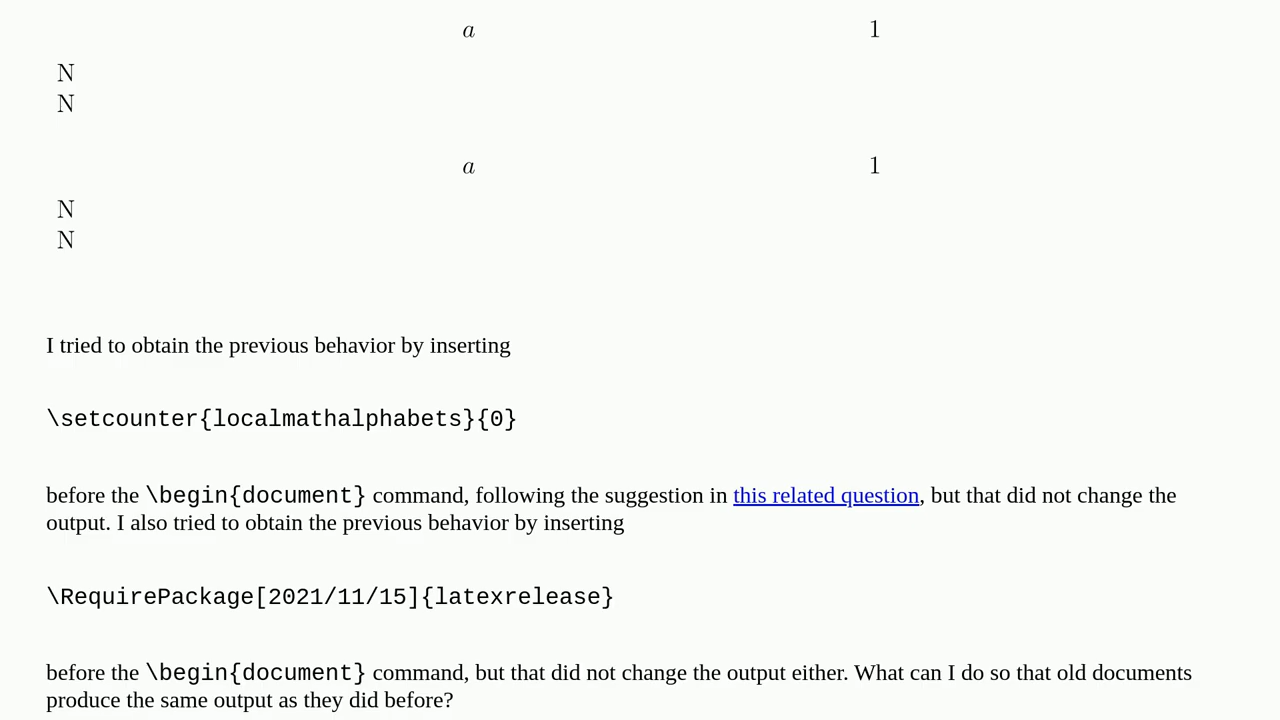 a 1
N
N
a 1
N
N
I tried to obtain the previous behavior by inserting
\setcounter{localmathalphabets}{0}
before the \begin{document} command, following the suggestion in this related question, but that did not change the
output. I also tried to obtain the previous behavior by inserting
\RequirePackage[2021/11/15]{latexrelease}
before the \begin{document} command, but that did not change the output either. What can I do so that old documents
produce the same output as they did before?